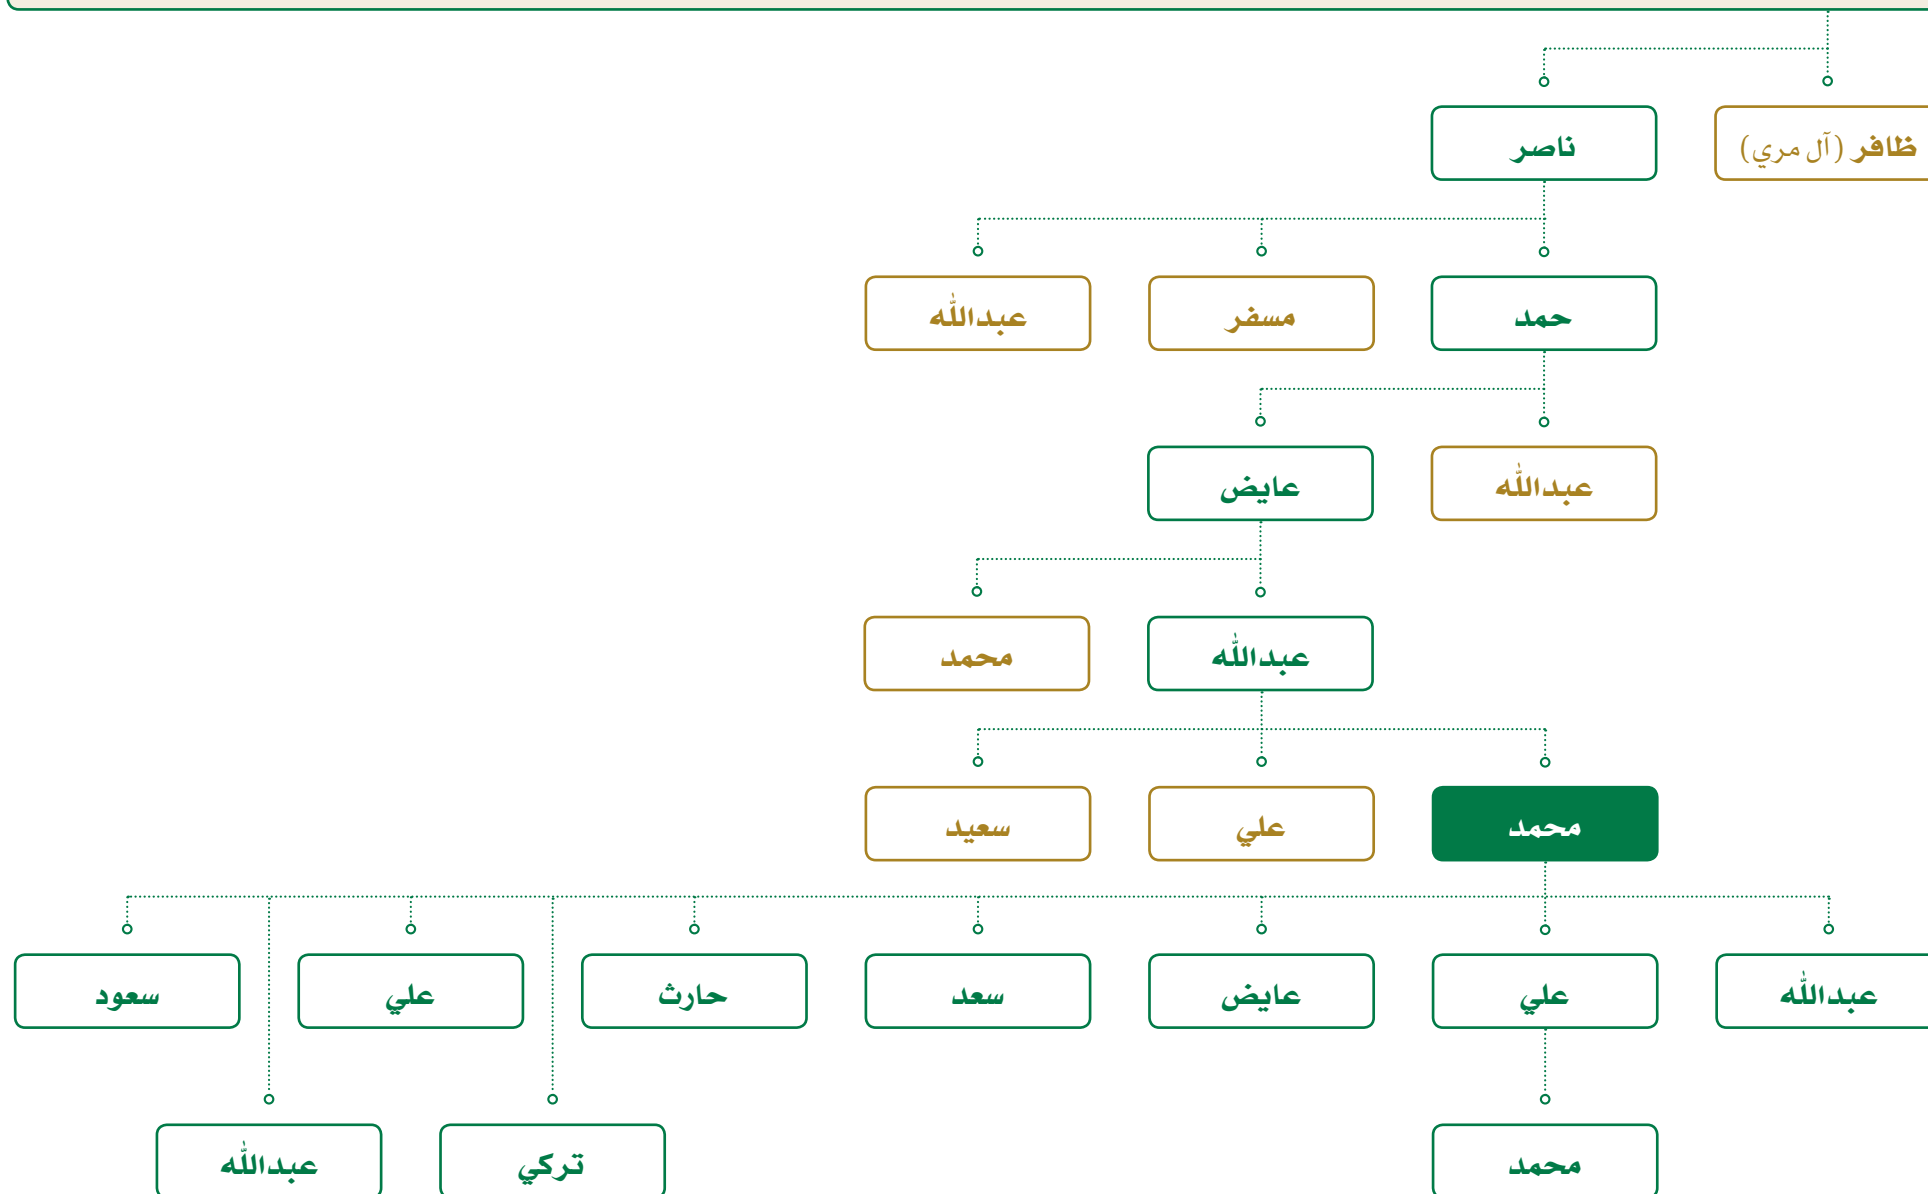 ظافر (آل مري)
ناصر
حمد
مسفر
عبدالله
عبدالله
عايض
عبدالله
محمد
محمد
علي
سعيد
عبدالله
علي
عايض
سعد
حارث
علي
سعود
محمد
تركي
عبدالله